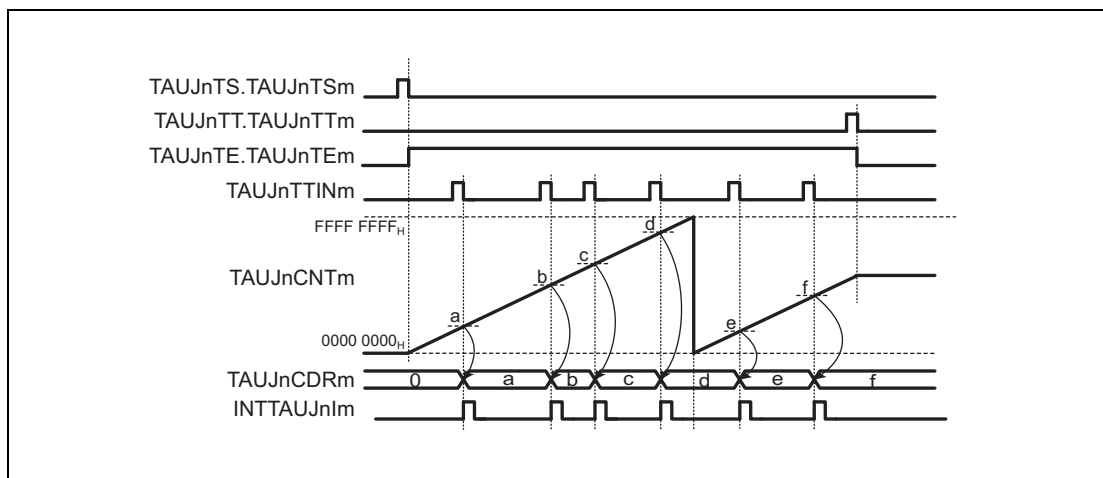 TAUJnTS.TAUJnTSm
TAUJnTT.TAUJnTTm
TAUJnTE.TAUJnTEm
TAUJnTTINm
FFFF FFFFH
d
c
TAUJnCNTm
b
f
a
e
0000 0000H
TAUJnCDRm 0 a b c d e f
INTTAUJnIm